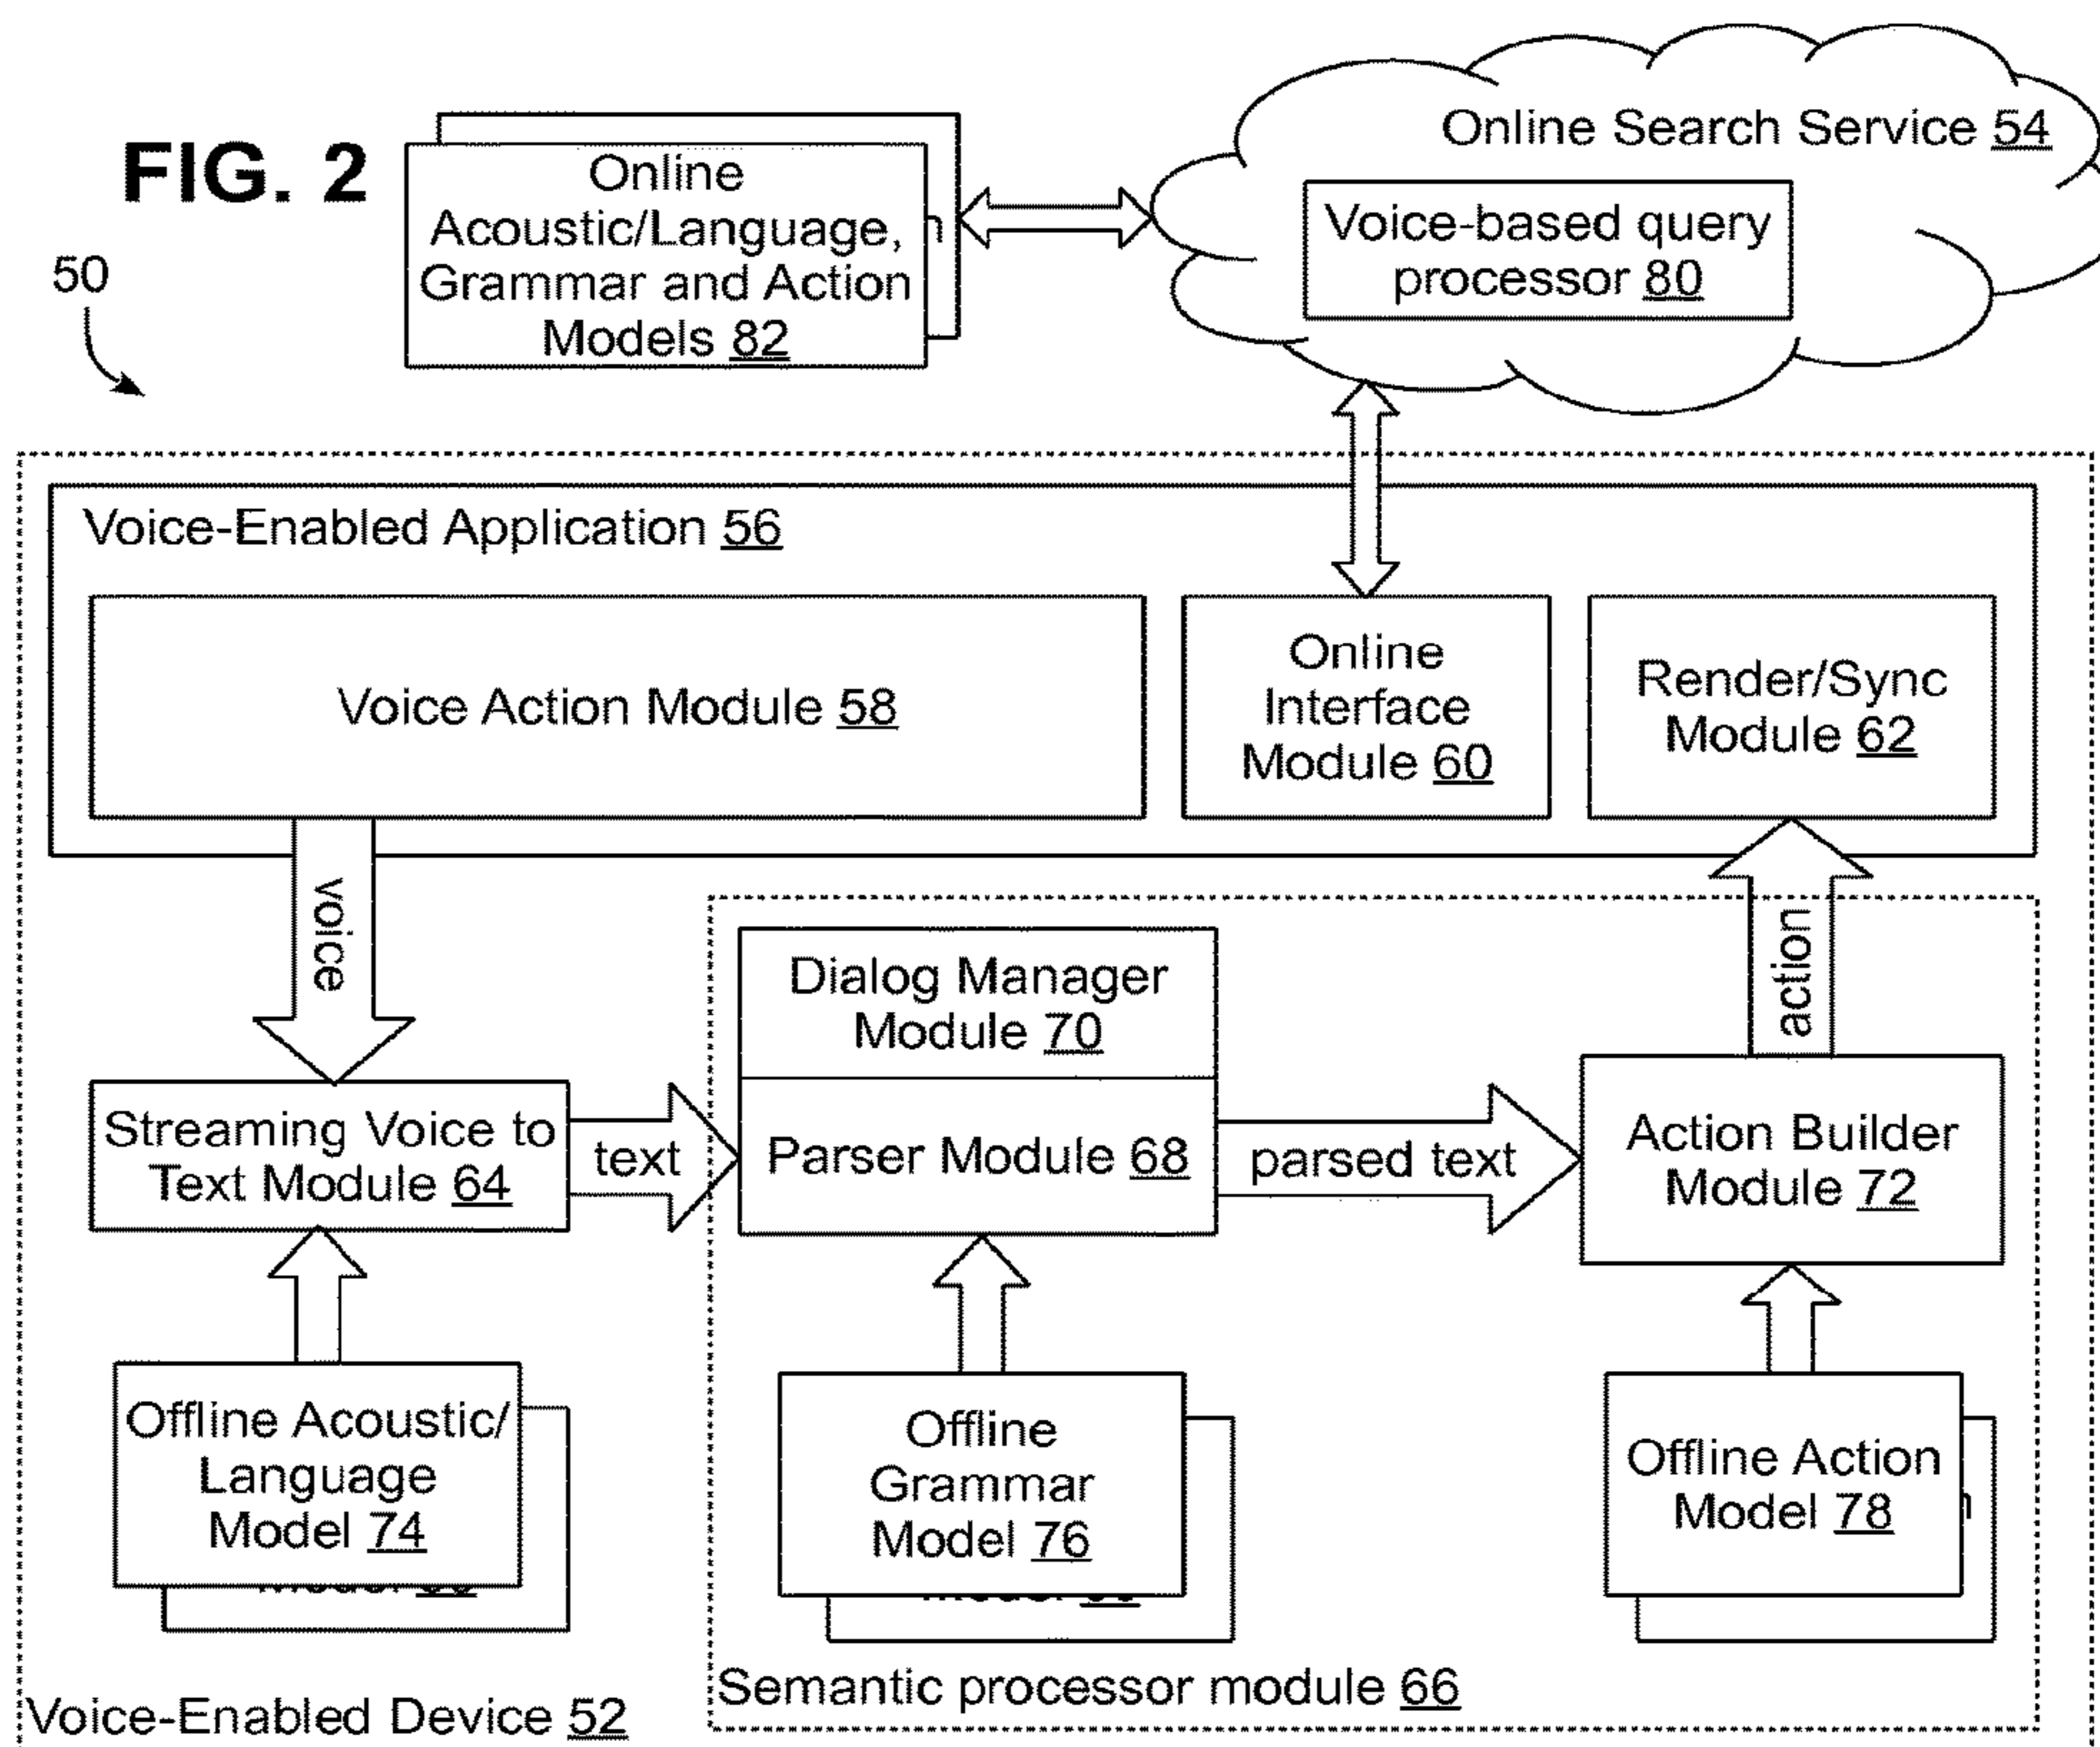 FIG. 2
50
Online
Acoustic/Language,
Grammar and Action
Models 82
Online Search Service 54
Voice-based query
processor 80
Voice-Enabled Application 56
Voice Action Module 58
Online
Interface
Module 60
Render/Sync
Module 62
voice
action
Dialog Manager
Module 70
Streaming Voice to
Text Module 64
text
Parser Module 68
parsed text
Action Builder
Module 72
Offline Acoustic/
Language
Model 74
Offline
Grammar
Model 76
Offline Action
Model 78
Semantic processor module 66
Voice-Enabled Device 52